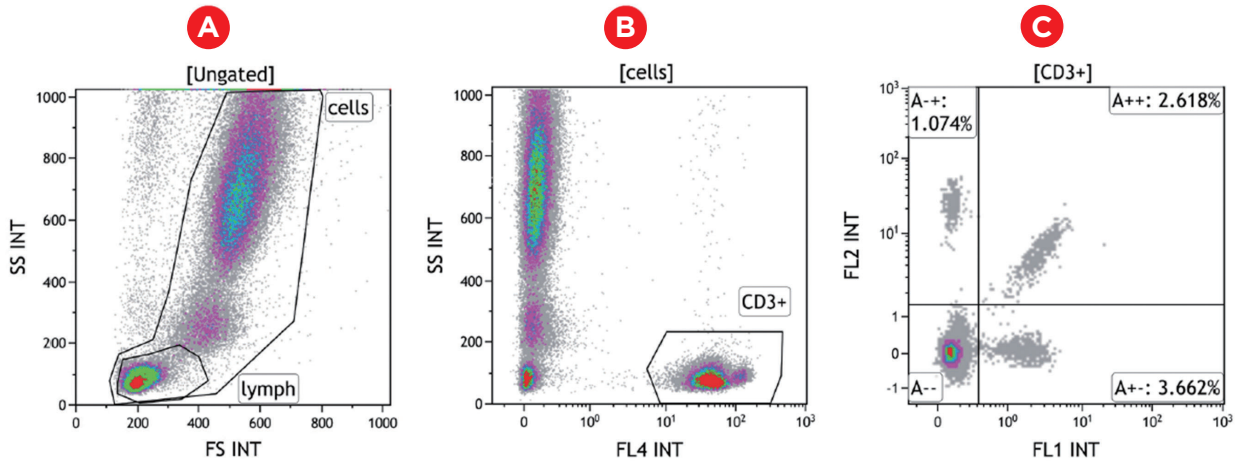 A
[Ungated]
1000
800
600
400
200
0
SS INT
cells
lymph
0 200 400 600 800 1000
FS INT
B
[cells]
1000
800
600
400
200
0
SS INT
CD3+
0 10⁰ 10¹ 10² 10³
FL4 INT
C
[CD3+]
10³
10²
10¹
1
0
-1
FL2 INT
A-+:
1.074%
A++: 2.618%
A--
A+-: 3.662%
0 10⁰ 10¹ 10² 10³
FL1 INT